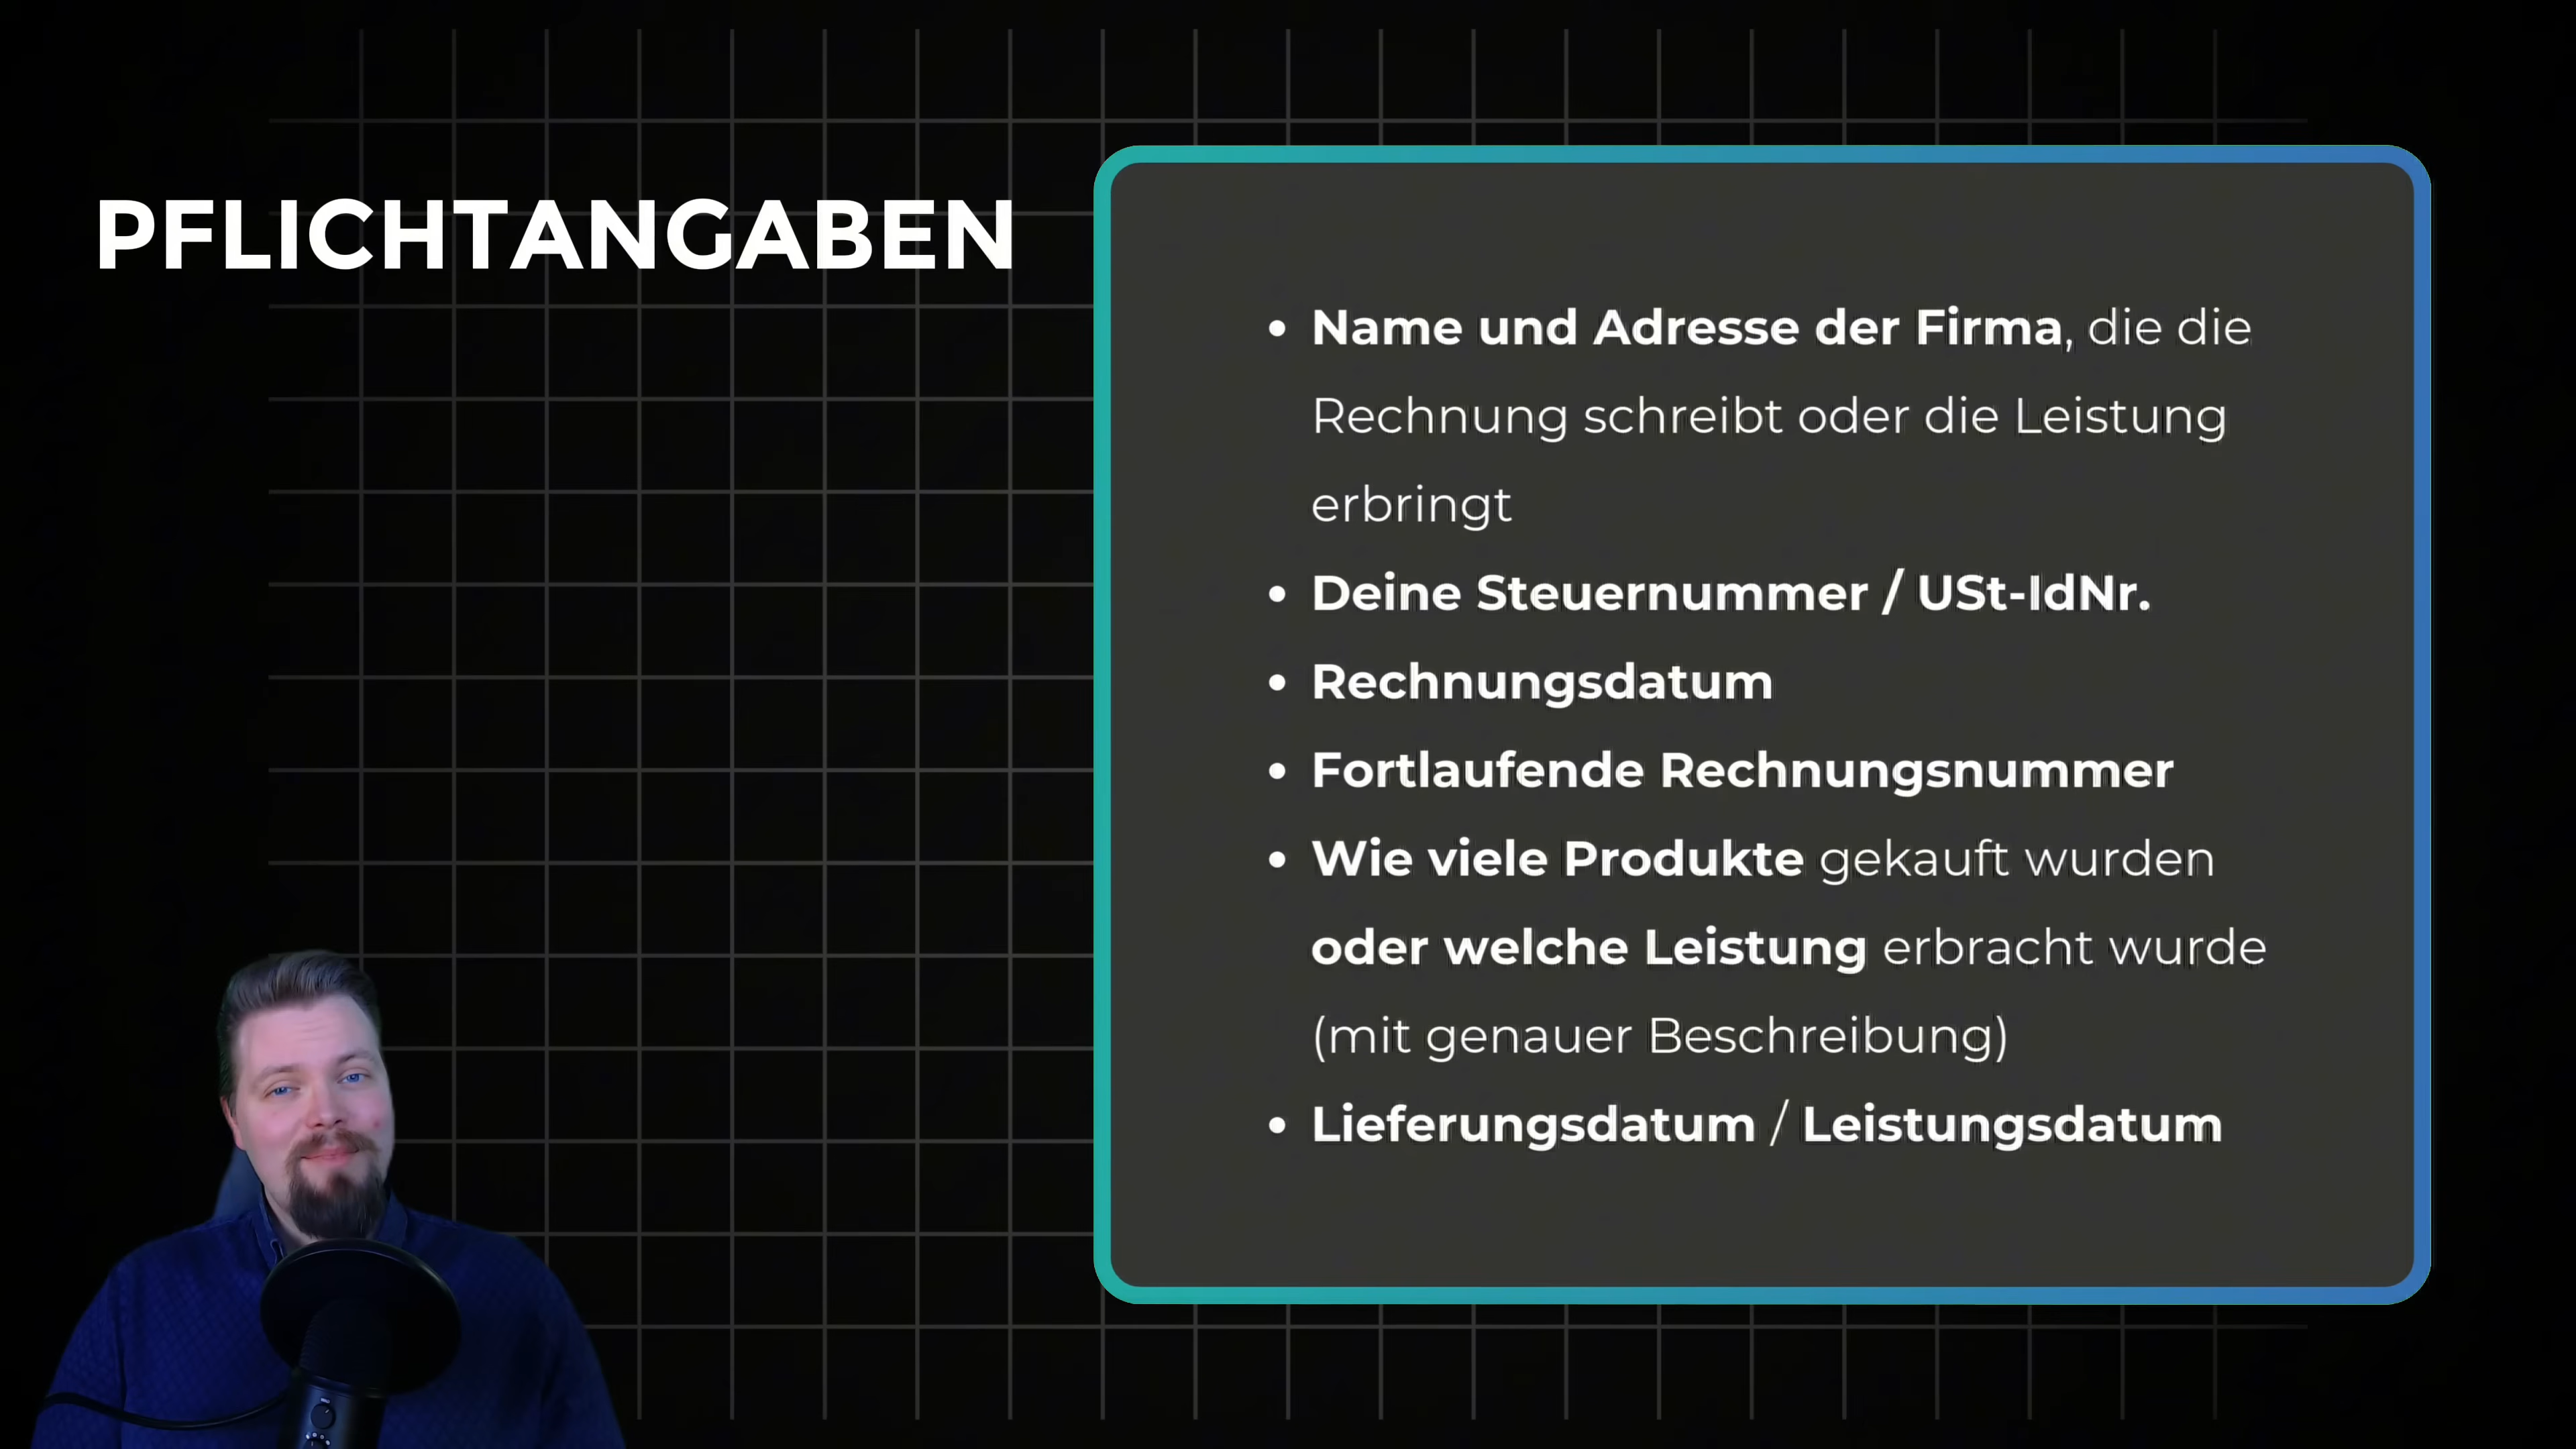 PFLICHTANGABEN
• Name und Adresse der Firma, die die
Rechnung schreibt oder die Leistung
erbringt
• Deine Steuernummer / USt-IdNr.
• Rechnungsdatum
• Fortlaufende Rechnungsnummer
• Wie viele Produkte gekauft wurden
oder welche Leistung erbracht wurde
(mit genauer Beschreibung)
• Lieferungsdatum / Leistungsdatum